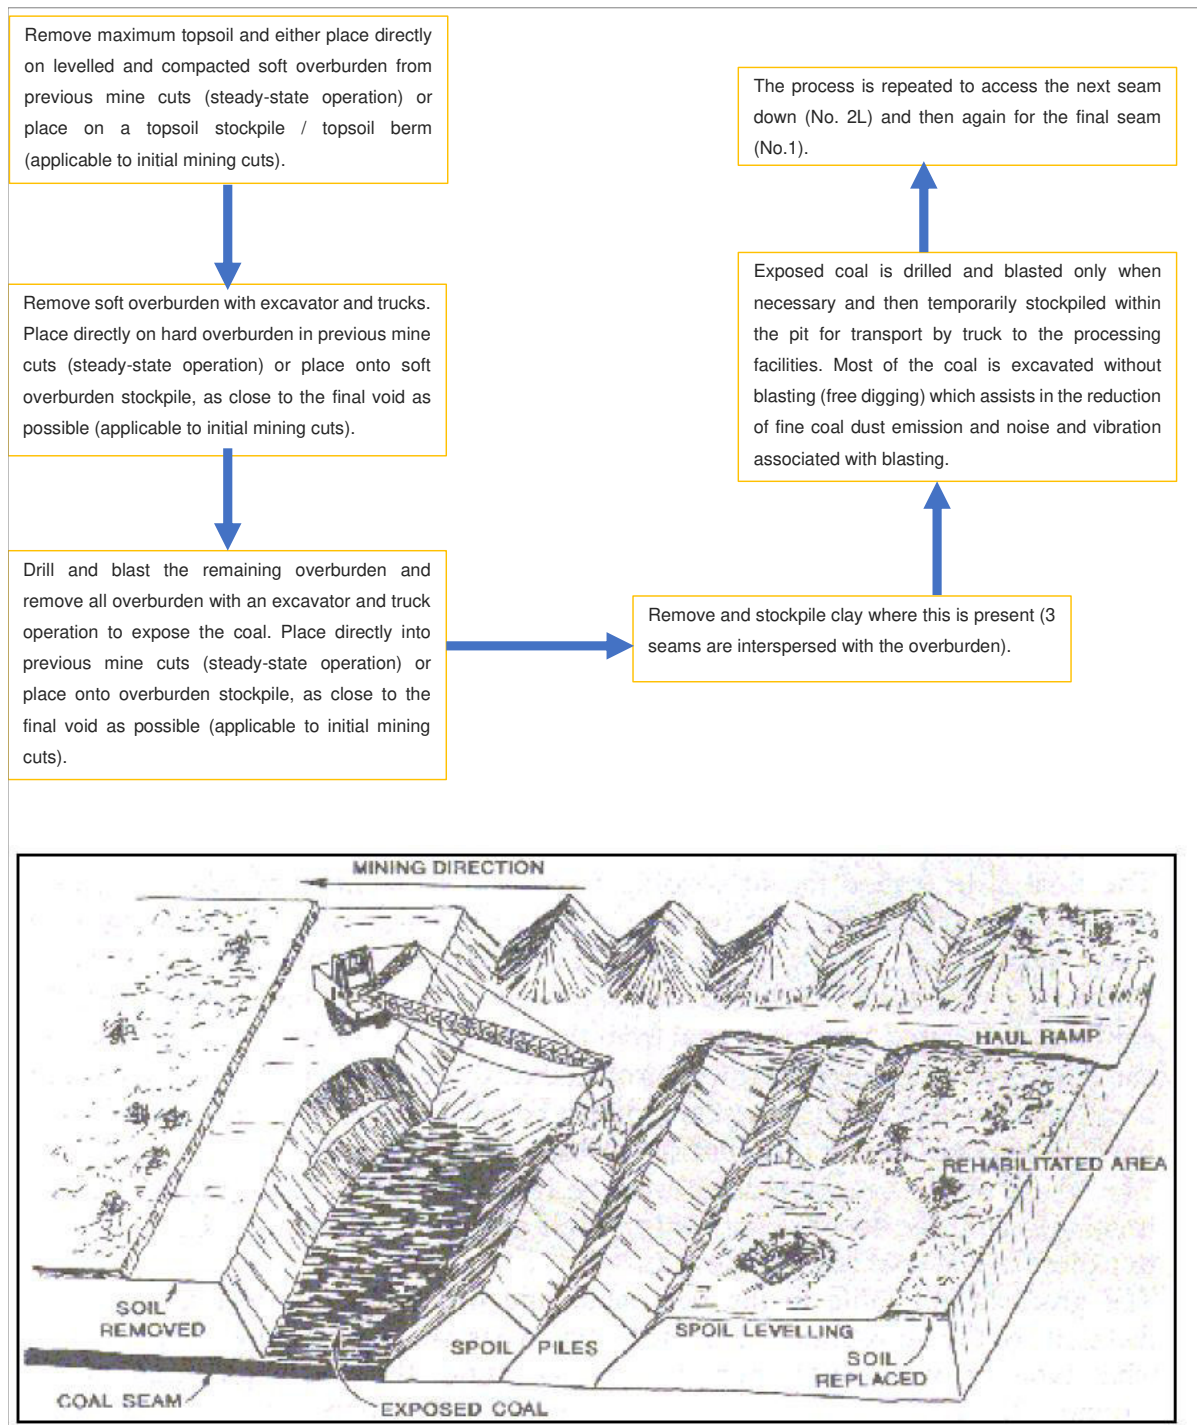 Remove maximum topsoil and either place directly
on levelled and compacted soft overburden from
previous mine cuts (steady-state operation) or
place on a topsoil stockpile / topsoil berm
(applicable to initial mining cuts).
Remove soft overburden with excavator and trucks.
Place directly on hard overburden in previous mine
cuts (steady-state operation) or place onto soft
overburden stockpile, as close to the final void as
possible (applicable to initial mining cuts).
Drill and blast the remaining overburden and
remove all overburden with an excavator and truck
operation to expose the coal. Place directly into
previous mine cuts (steady-state operation) or
place onto overburden stockpile, as close to the
final void as possible (applicable to initial mining
cuts).
Remove and stockpile clay where this is present (3
seams are interspersed with the overburden).
Exposed coal is drilled and blasted only when
necessary and then temporarily stockpiled within
the pit for transport by truck to the processing
facilities. Most of the coal is excavated without
blasting (free digging) which assists in the reduction
of fine coal dust emission and noise and vibration
associated with blasting.
The process is repeated to access the next seam
down (No. 2L) and then again for the final seam
(No.1).
MINING DIRECTION
HAUL RAMP
REHABILITATED AREA
SOIL
REMOVED
SPOIL PILES
SPOIL LEVELLING
SOIL
REPLACED
COAL SEAM
EXPOSED COAL